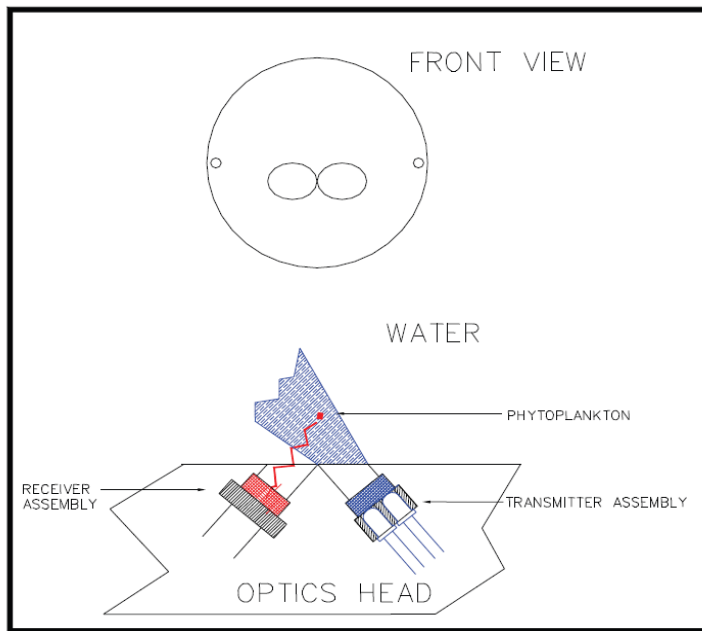 FRONT VIEW
WATER
PHYTOPLANKTON
RECEIVER
ASSEMBLY
TRANSMITTER ASSEMBLY
OPTICS HEAD